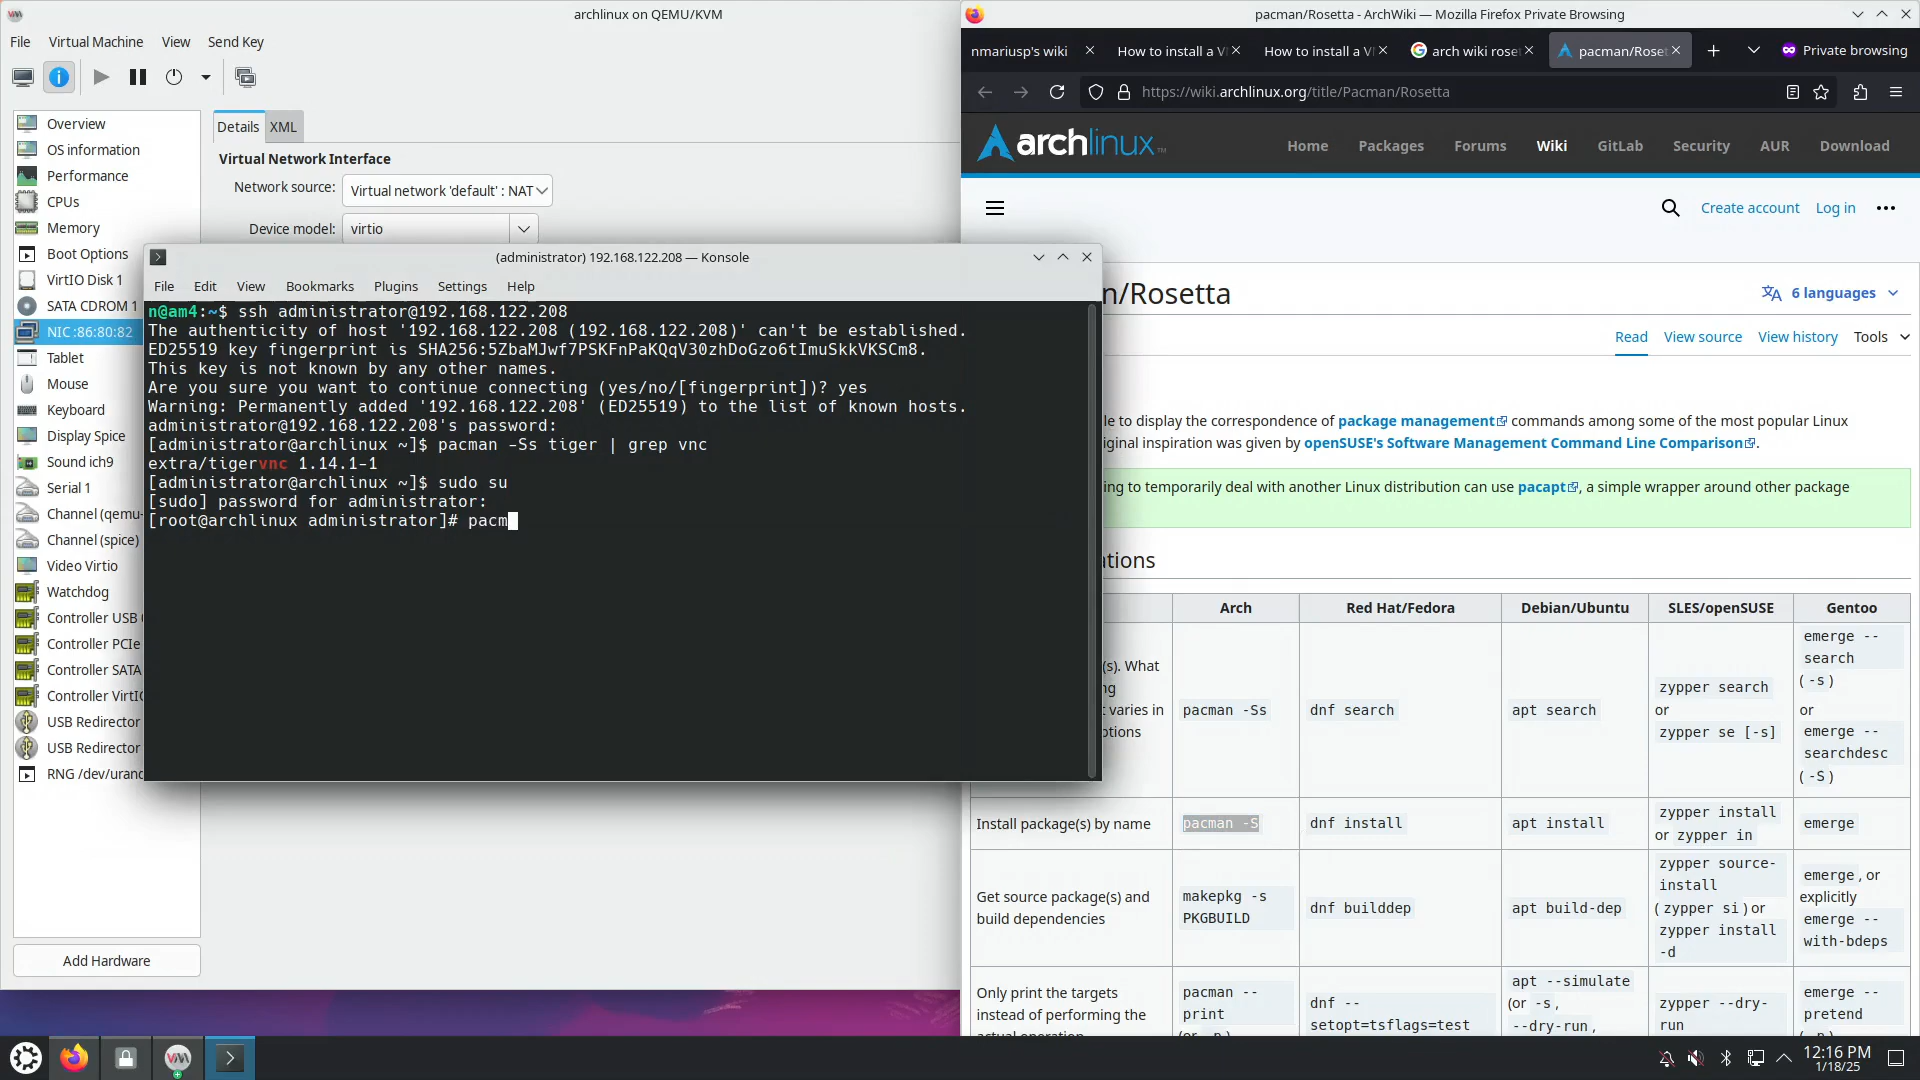 archlinux on QEMU/KVM
File Virtual Machine View Send Key
Overview
OS information
Performance
CPUs
Memory
Boot Options
VirtIO Disk 1
SATA CDROM 1
NIC :86:80:82
Tablet
Mouse
Keyboard
Display Spice
Sound ich9
Serial 1
Channel (qemu-
Channel (spice)
Video Virtio
Watchdog
Controller USB
Controller PCIe
Controller SATA
Controller VirtIO
USB Redirector
USB Redirector
RNG /dev/urand
Add Hardware
Details XML
Virtual Network Interface
Network source: Virtual network 'default' : NAT
Device model: virtio
(administrator) 192.168.122.208 — Konsole
File Edit View Bookmarks Plugins Settings Help
n@am4:~$ ssh administrator@192.168.122.208
The authenticity of host '192.168.122.208 (192.168.122.208)' can't be established.
ED25519 key fingerprint is SHA256:5ZbaMJwf7PSKFnPaKQqV30zhDoGzo6tImuSkkVKSCm8.
This key is not known by any other names.
Are you sure you want to continue connecting (yes/no/[fingerprint])? yes
Warning: Permanently added '192.168.122.208' (ED25519) to the list of known hosts.
administrator@192.168.122.208's password:
[administrator@archlinux ~]$ pacman -Ss tiger | grep vnc
extra/tigervnc 1.14.1-1
[administrator@archlinux ~]$ sudo su
[sudo] password for administrator:
[root@archlinux administrator]# pacm
pacman/Rosetta - ArchWiki — Mozilla Firefox Private Browsing
nmariusp's wiki How to install a V How to install a V arch wiki rose pacman/Roset Private browsing
https://wiki.archlinux.org/title/Pacman/Rosetta
archlinux TM
Home Packages Forums Wiki GitLab Security AUR Download
Create account Log in
n/Rosetta
6 languages
Read View source View history Tools
le to display the correspondence of package management commands among some of the most popular Linux
iginal inspiration was given by openSUSE's Software Management Command Line Comparison.
ing to temporarily deal with another Linux distribution can use pacapt, a simple wrapper around other package
ations
Arch Red Hat/Fedora Debian/Ubuntu SLES/openSUSE Gentoo
(s). What
ng
t varies in
otions
pacman -Ss
dnf search
apt search
zypper search
or
zypper se [-s]
emerge --
search
(-s)
or
emerge --
searchdesc
(-S)
Install package(s) by name
pacman -S
dnf install
apt install
zypper install
or zypper in
emerge
Get source package(s) and
build dependencies
makepkg -s
PKGBUILD
dnf builddep
apt build-dep
zypper source-
install
(zypper si) or
zypper install
-d
emerge, or
explicitly
emerge --
with-bdeps
Only print the targets
instead of performing the
actual operation
pacman --
print
(or -p)
dnf --
setopt=tsflags=test
apt --simulate
(or -s,
--dry-run,
zypper --dry-
run
emerge --
pretend
(-p)
12:16 PM
1/18/25